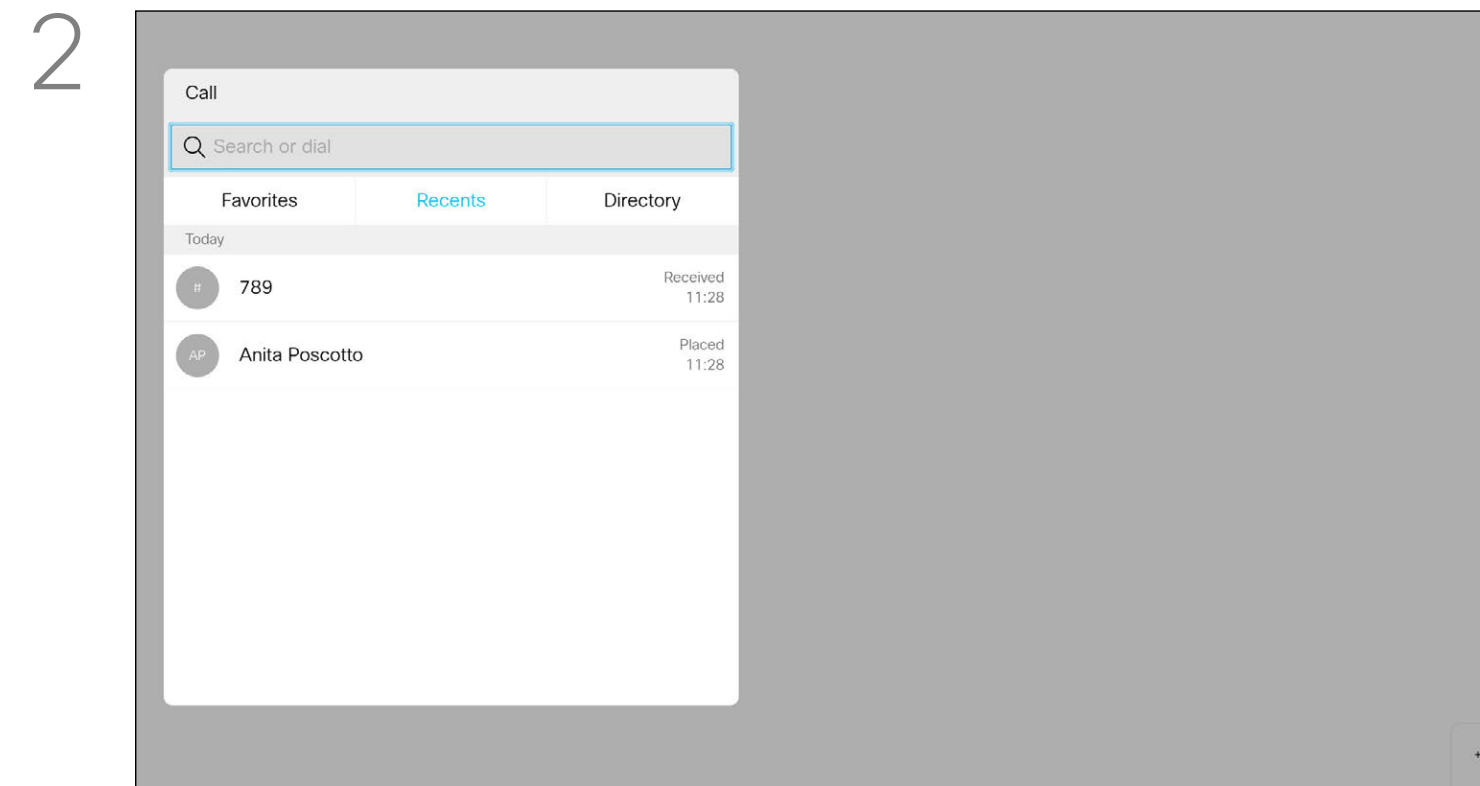 2
Call
Search or dial
Favorites Recents Directory
Today
# 789 Received
11:28
AP Anita Poscotto Placed
11:28
+